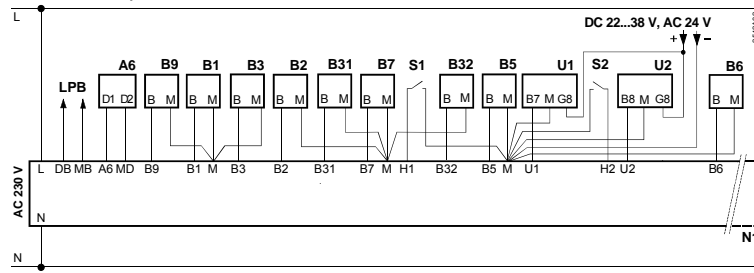 L
DC 22...38 V, AC 24 V
+ −
LPB A6 B9 B1 B3 B2 B31 B7 S1 B32 B5 U1 S2 U2 B6
D1 D2 B M B M B M B M B M B M B M B M B7 M G8 B8 M G8 B M
L DB MB A6 MD B9 B1 M B3 B2 B31 B7 M H1 B32 B5 M U1 H2 U2 B6
AC 230 V
N
N1
N